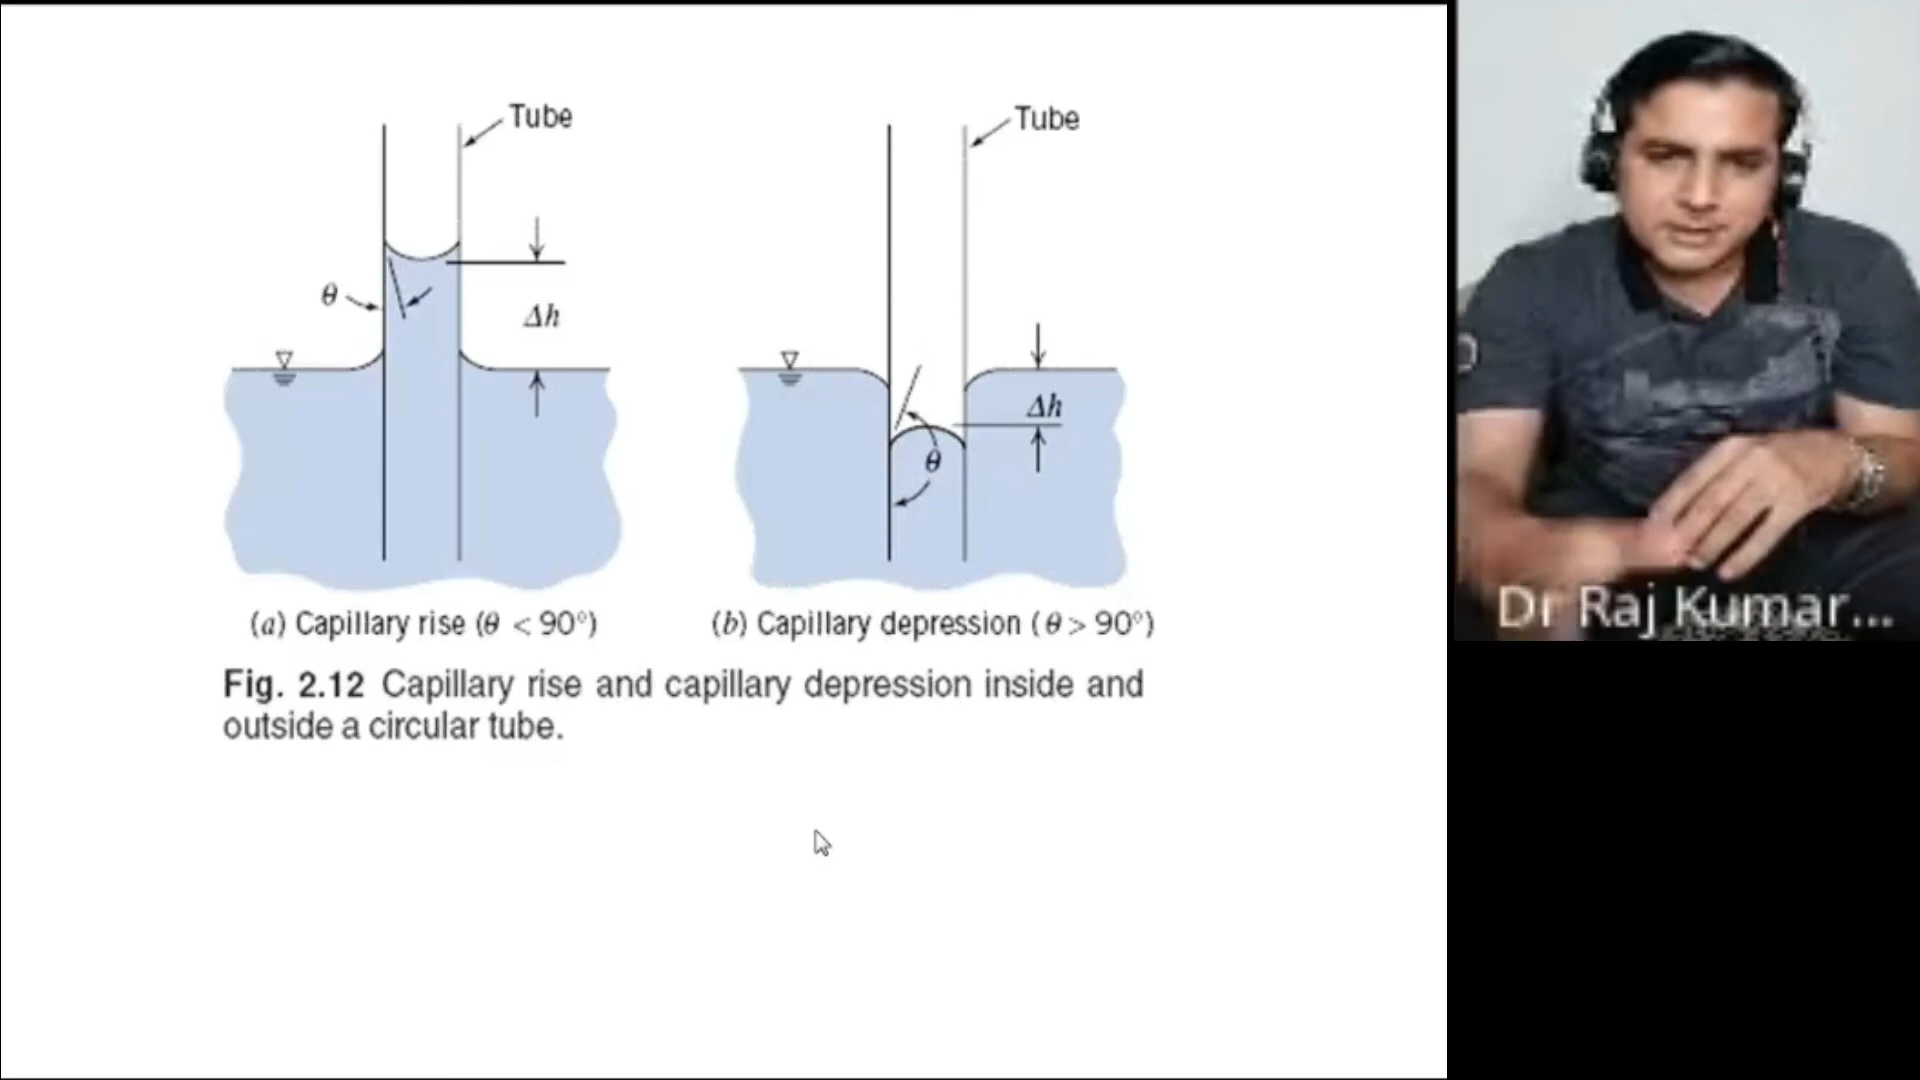 Tube
Tube
θ
Δh
Δh
θ
(a) Capillary rise (θ < 90°)
(b) Capillary depression (θ > 90°)
Fig. 2.12 Capillary rise and capillary depression inside and
outside a circular tube.
Dr Raj Kumar...